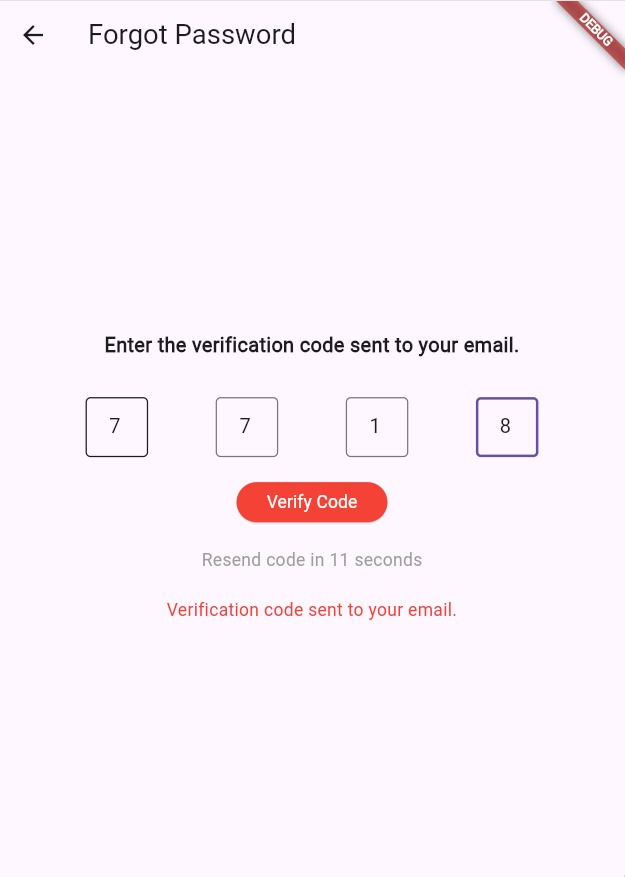 Forgot Password
DEBUG
Enter the verification code sent to your email.
7 7 1 8
Verify Code
Resend code in 11 seconds
Verification code sent to your email.